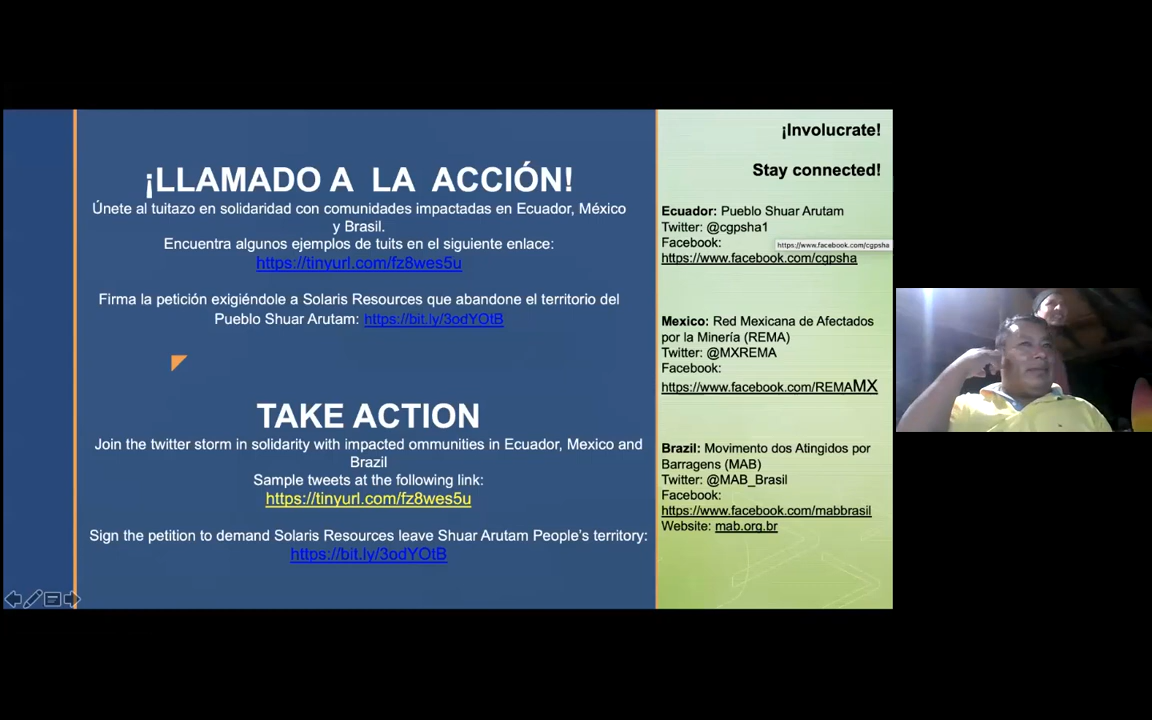 ¡LLAMADO A LA ACCIÓN!
Únete al tuitazo en solidaridad con comunidades impactadas en Ecuador, México
y Brasil.
Encuentra algunos ejemplos de tuits en el siguiente enlace:
https://tinyurl.com/fz8wes5u
Firma la petición exigiéndole a Solaris Resources que abandone el territorio del
Pueblo Shuar Arutam: https://bit.ly/3odYOtB
TAKE ACTION
Join the twitter storm in solidarity with impacted ommunities in Ecuador, Mexico and
Brazil
Sample tweets at the following link:
https://tinyurl.com/fz8wes5u
Sign the petition to demand Solaris Resources leave Shuar Arutam People's territory:
https://bit.ly/3odYOtB
¡Involucrate!
Stay connected!
Ecuador: Pueblo Shuar Arutam
Twitter: @cgpsha1
Facebook:
https://www.facebook.com/cgpsha
https://www.facebook.com/cgpsha
Mexico: Red Mexicana de Afectados
por la Minería (REMA)
Twitter: @MXREMA
Facebook:
https://www.facebook.com/REMAMX
Brazil: Movimento dos Atingidos por
Barragens (MAB)
Twitter: @MAB_Brasil
Facebook:
https://www.facebook.com/mabbrasil
Website: mab.org.br